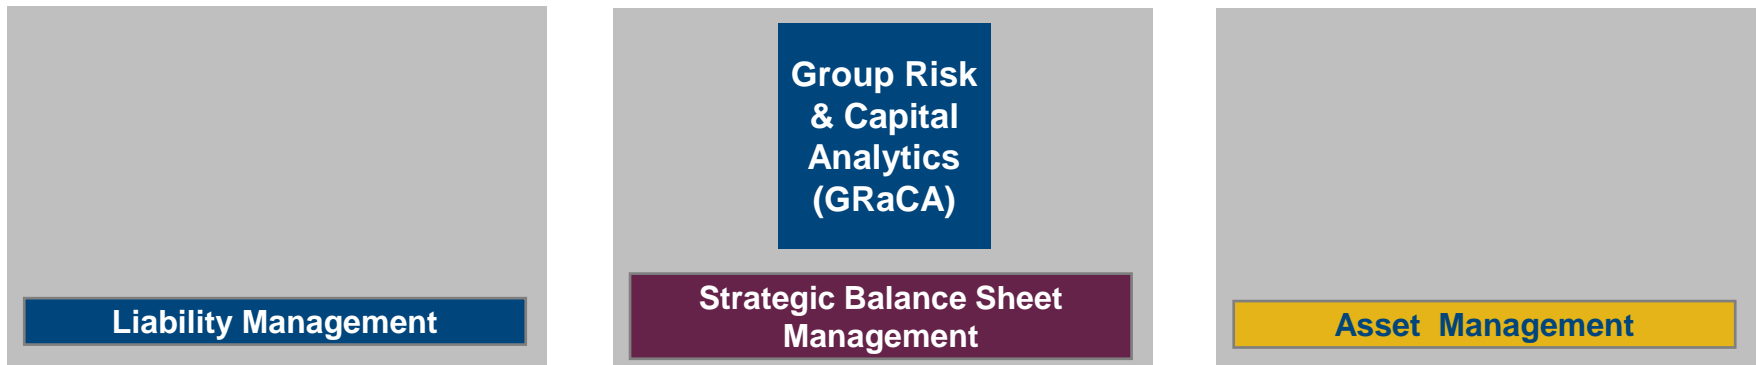 Group Risk
& Capital
Analytics
(GRaCA)
Liability Management
Strategic Balance Sheet
Management
Asset  Management